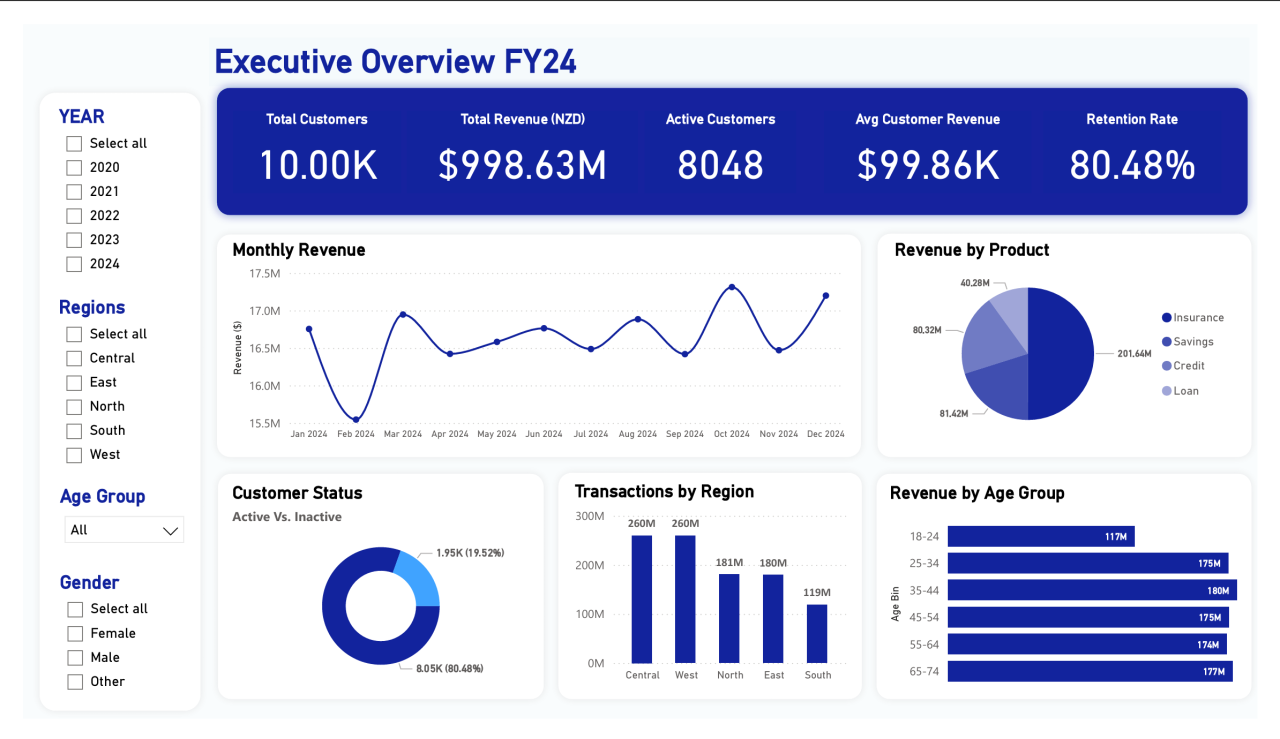 Executive Overview FY24
YEAR
Select all
2020
2021
2022
2023
2024
Regions
Select all
Central
East
North
South
West
Age Group
All
Gender
Select all
Female
Male
Other
Total Customers
10.00K
Total Revenue (NZD)
$998.63M
Active Customers
8048
Avg Customer Revenue
$99.86K
Retention Rate
80.48%
Monthly Revenue
Revenue ($)
17.5M
17.0M
16.5M
16.0M
15.5M
Jan 2024 Feb 2024 Mar 2024 Apr 2024 May 2024 Jun 2024 Jul 2024 Aug 2024 Sep 2024 Oct 2024 Nov 2024 Dec 2024
Revenue by Product
40.28M
80.32M
81.42M
201.64M
Insurance
Savings
Credit
Loan
Customer Status
Active Vs. Inactive
1.95K (19.52%)
8.05K (80.48%)
Transactions by Region
300M
200M
100M
0M
260M 260M 181M 180M 119M
Central West North East South
Revenue by Age Group
Age Bin
18-24 117M
25-34 175M
35-44 180M
45-54 175M
55-64 174M
65-74 177M